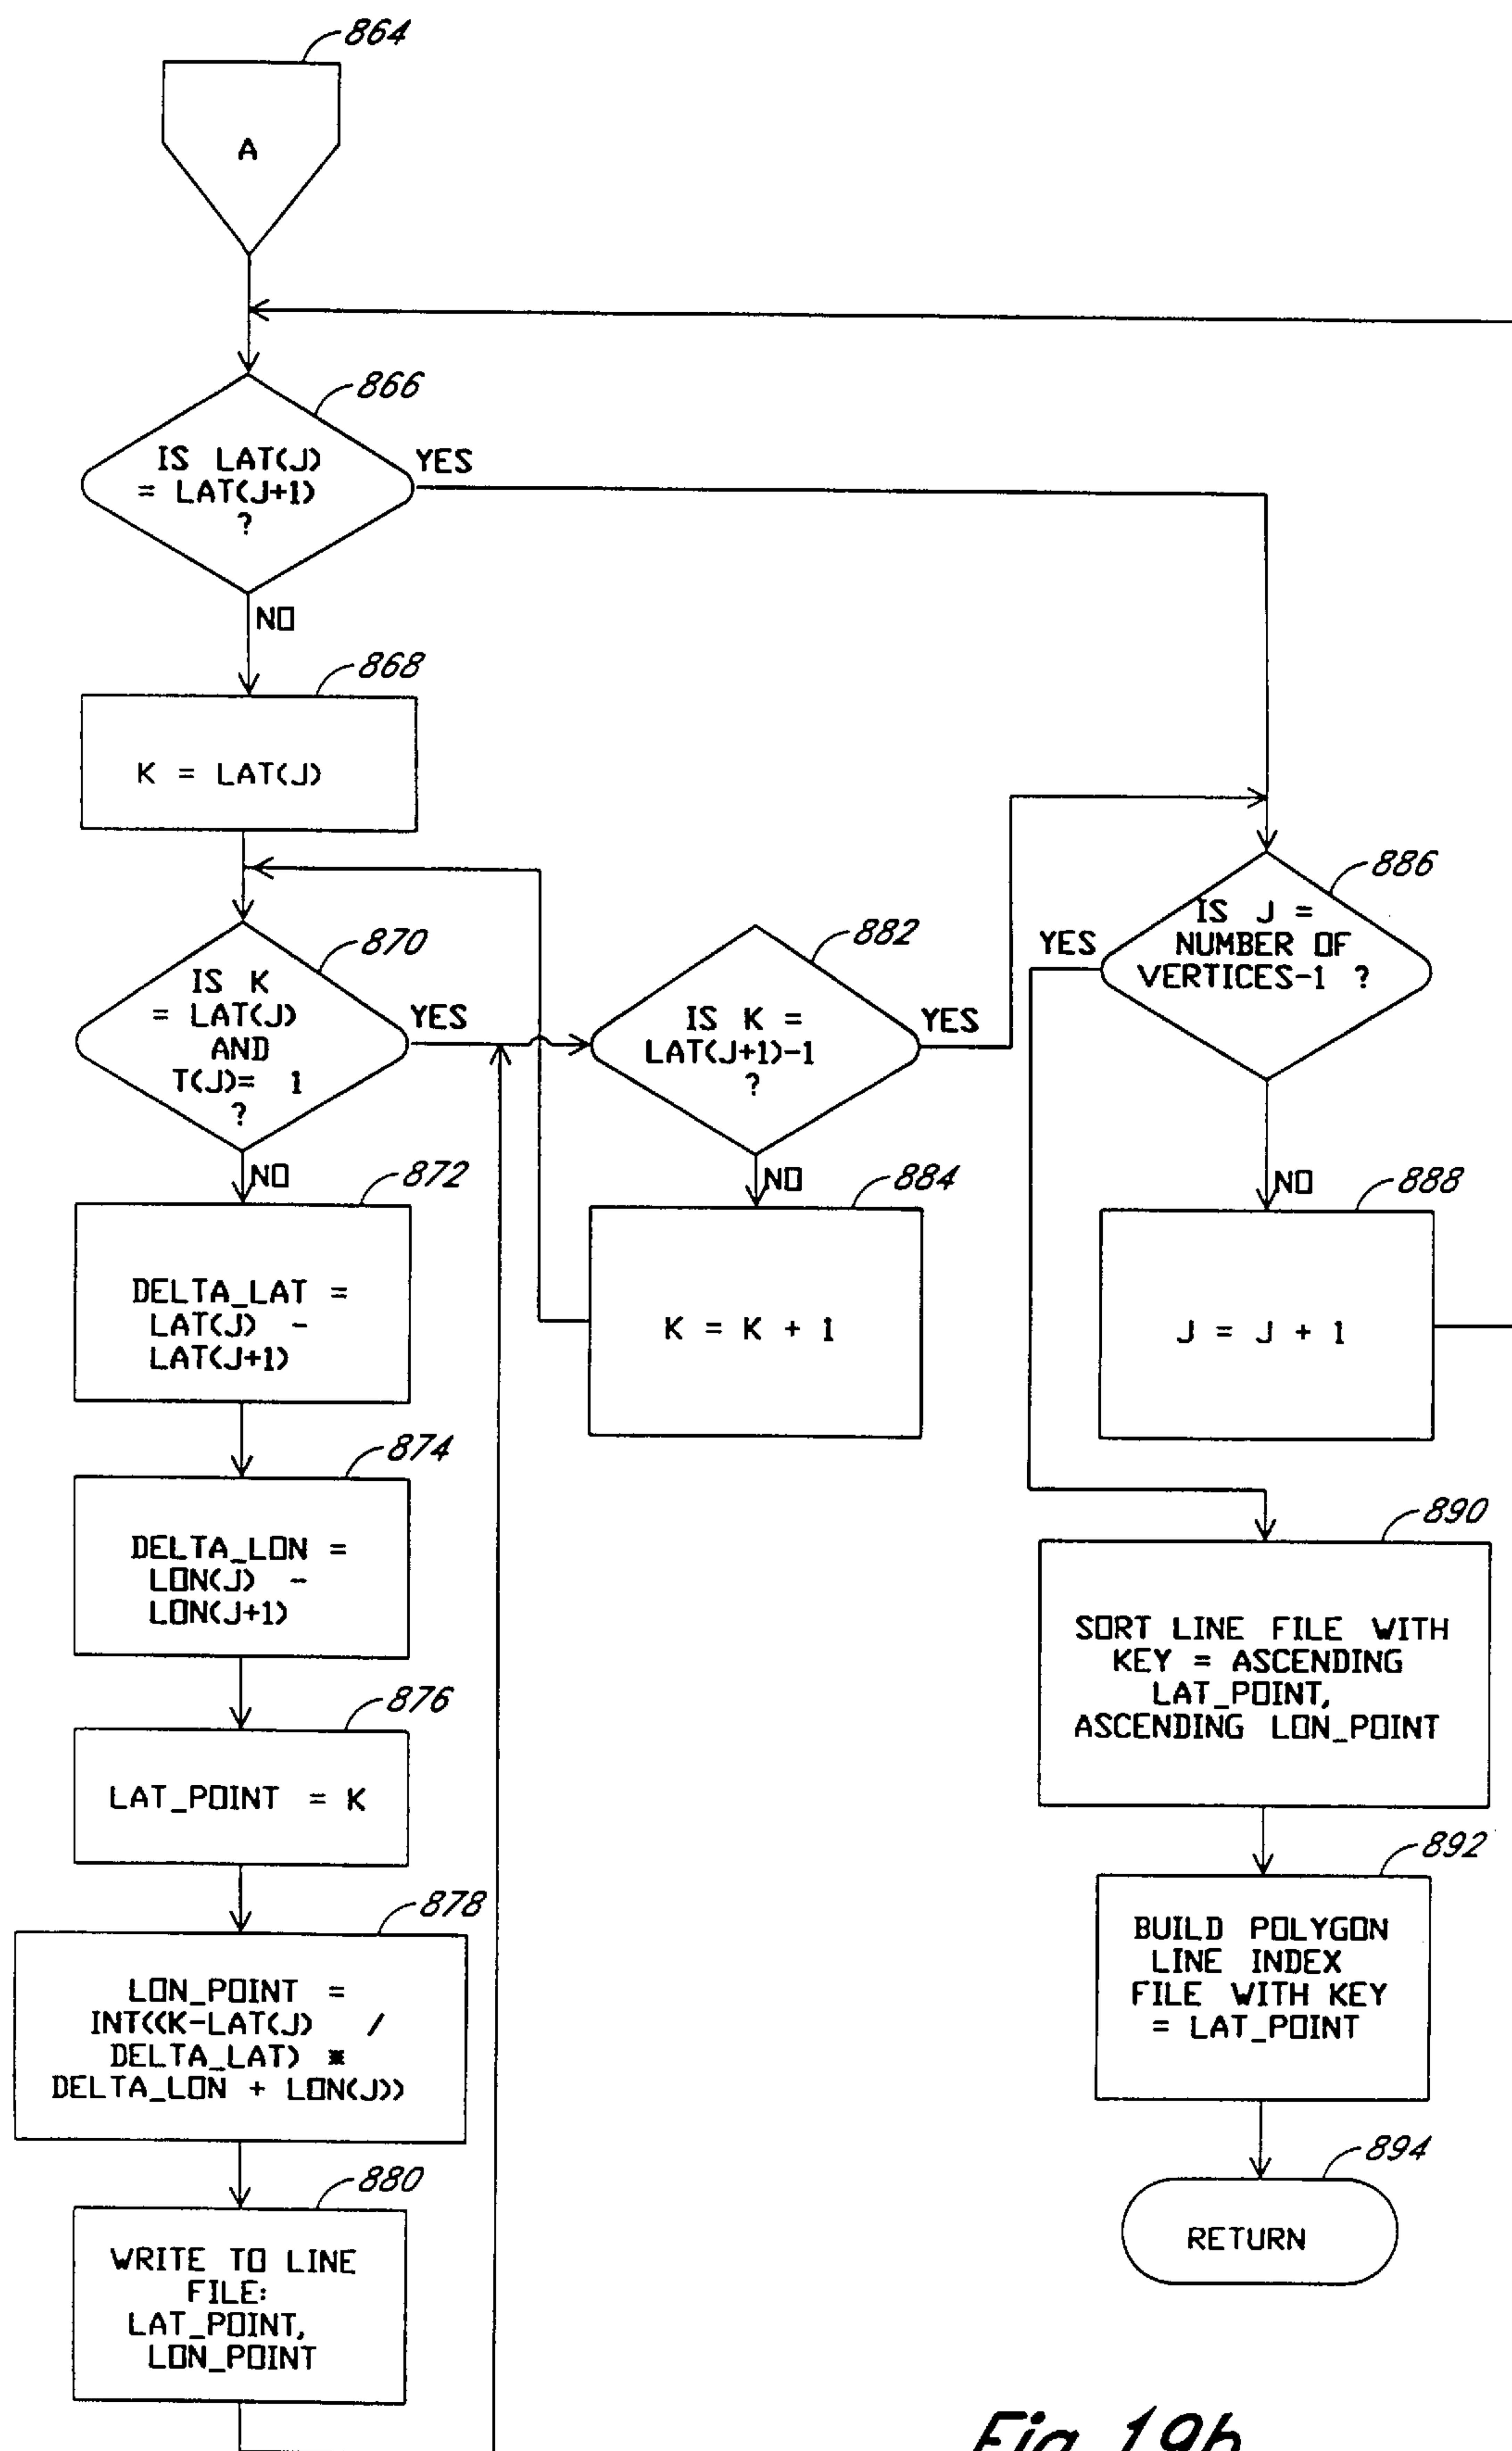 864
A
866
IS LAT(J)
= LAT(J+1)
?
YES
NO
868
K = LAT(J)
870
IS K
= LAT(J)
AND
T(J)= 1
?
YES
NO
872
DELTA_LAT =
LAT(J) -
LAT(J+1)
874
DELTA_LON =
LON(J) -
LON(J+1)
876
LAT_POINT = K
878
LON_POINT =
INT((K-LAT(J) /
DELTA_LAT) *
DELTA_LON + LON(J))
880
WRITE TO LINE
FILE:
LAT_POINT,
LON_POINT
882
IS K =
LAT(J+1)-1
?
YES
NO
884
K = K + 1
886
IS J =
NUMBER OF
VERTICES-1 ?
YES
NO
888
J = J + 1
890
SORT LINE FILE WITH
KEY = ASCENDING
LAT_POINT,
ASCENDING LON_POINT
892
BUILD POLYGON
LINE INDEX
FILE WITH KEY
= LAT_POINT
894
RETURN
Fig. 19b